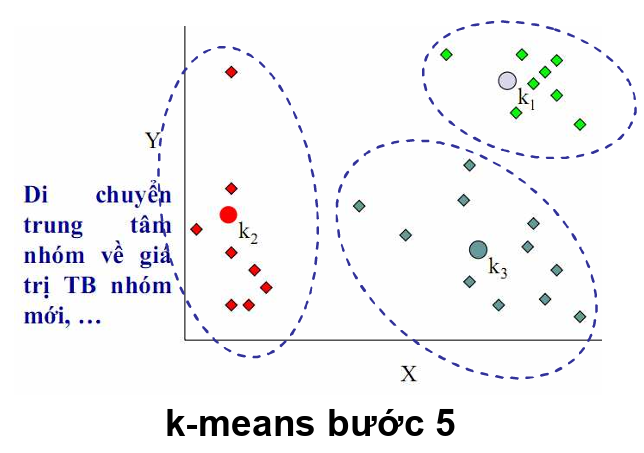 k₁
Y
Di chuyển
trung tâm
nhóm về giá
trị TB nhóm
mới, …
k₂
k₃
X
k-means bước 5